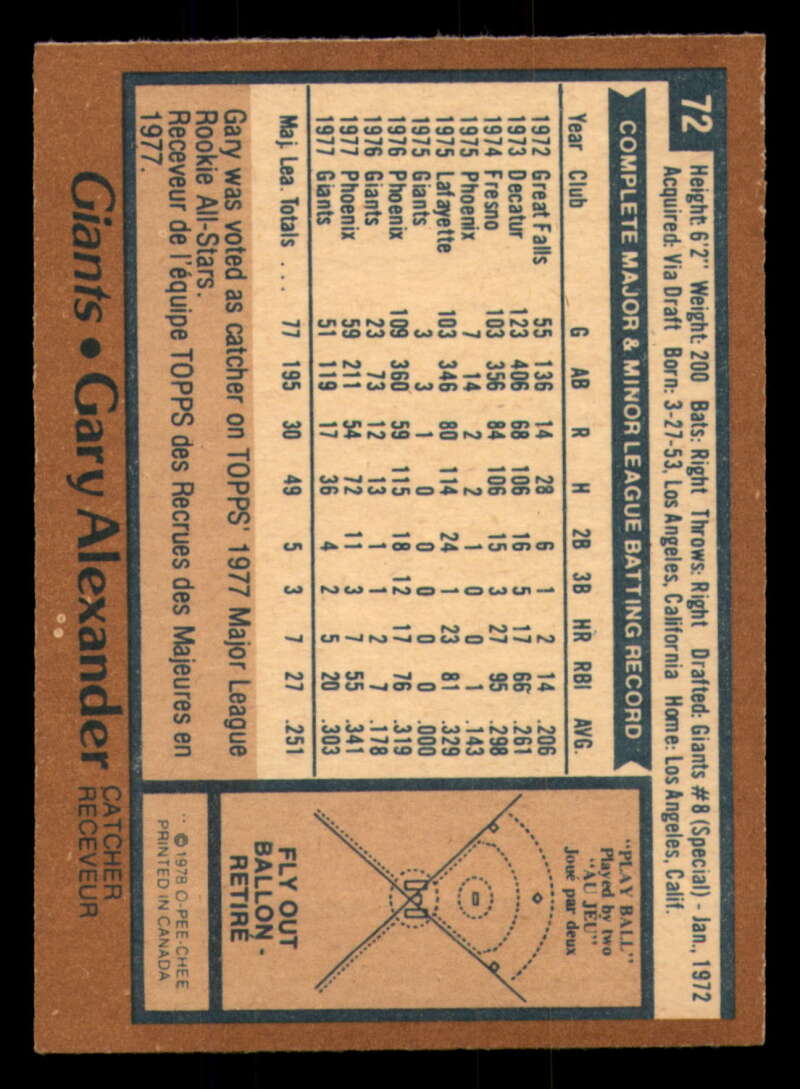 72
Height: 6'2" Weight: 200 Bats: Right Throws: Right Drafted: Giants #8 (Special) - Jan., 1972
Acquired: Via Draft Born: 3-27-53, Los Angeles, California Home: Los Angeles, Calif.
COMPLETE MAJOR & MINOR LEAGUE BATTING RECORD
Year Club G AB R H 2B 3B HR RBI AVG.
1972 Great Falls 55 136 14 28 6 1 2 14 .206
1973 Decatur 123 406 68 106 16 5 17 66 .261
1974 Fresno 103 356 84 106 15 3 27 95 .298
1975 Phoenix 7 14 2 2 1 0 0 1 .143
1975 Lafayette 103 346 80 114 24 1 23 81 .329
1975 Giants 3 3 1 0 0 0 0 0 .000
1976 Phoenix 109 360 59 115 18 12 17 76 .319
1976 Giants 23 73 12 13 1 1 2 7 .178
1977 Phoenix 59 211 54 72 11 3 7 55 .341
1977 Giants 51 119 17 36 4 2 5 20 .303
Maj. Lea. Totals ... 77 195 30 49 5 3 7 27 .251
Gary was voted as catcher on TOPPS' 1977 Major League
Rookie All-Stars.
Receveur de l'équipe TOPPS des Recrues des Majeures en
1977.
"PLAY BALL"
Played by two
"AU JEU"
Joué par deux
FLY OUT
BALLON -
RETIRÉ
© 1978 O-PEE-CHEE
PRINTED IN CANADA
Giants • Gary Alexander CATCHER
RECEVEUR